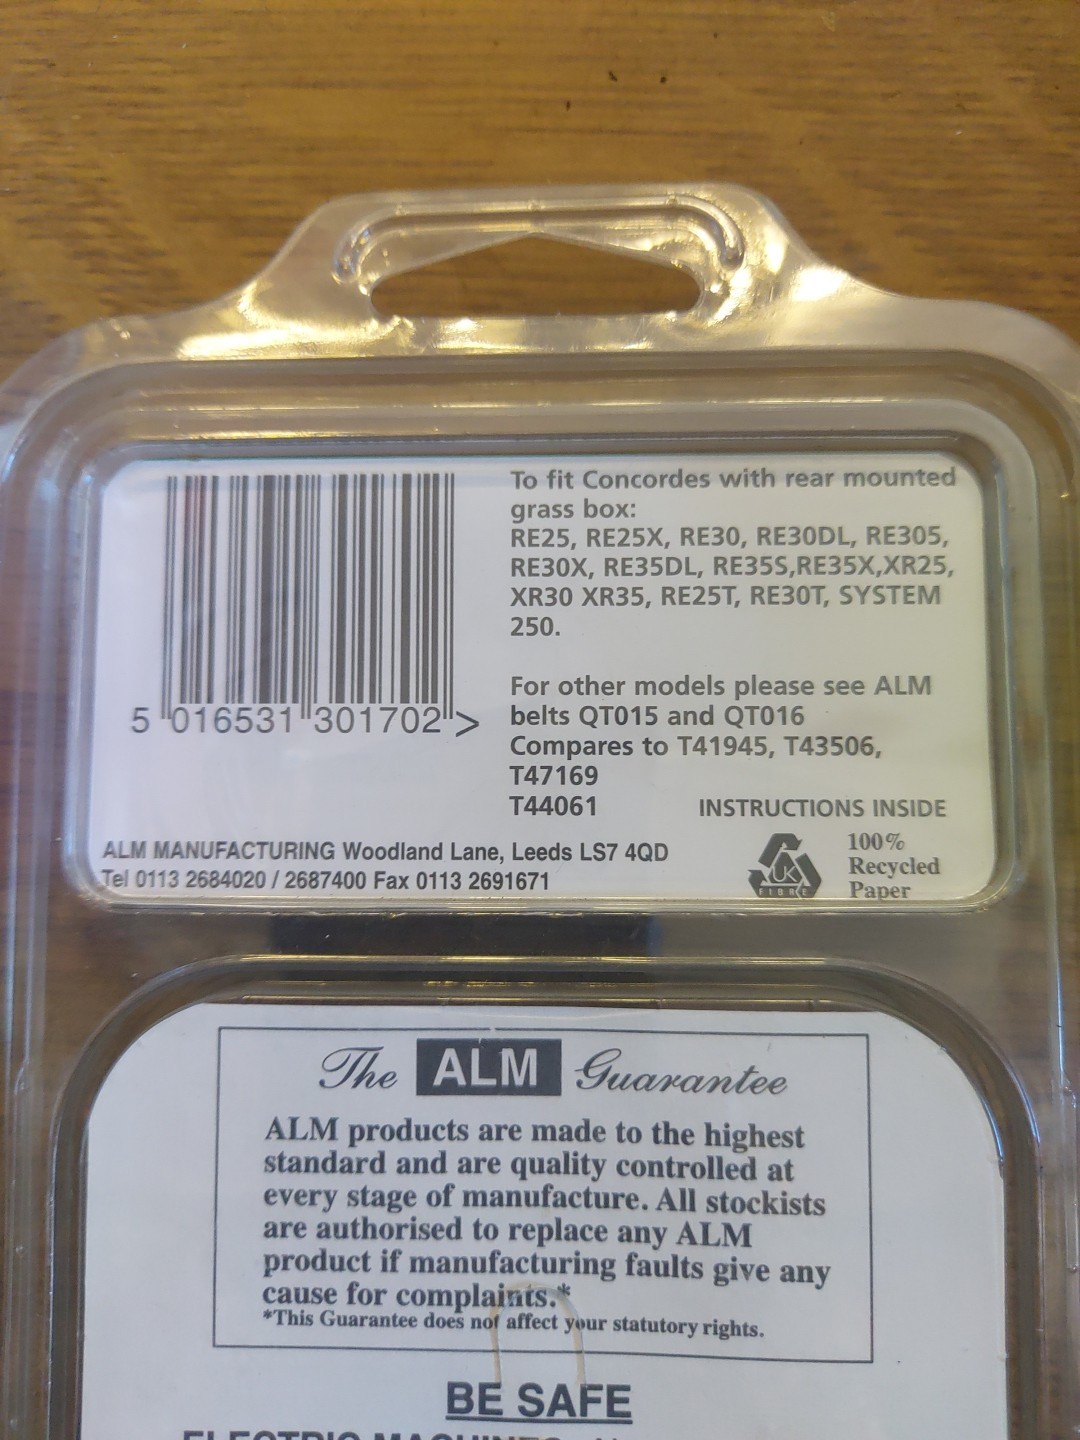 To fit Concordes with rear mounted
grass box:
RE25, RE25X, RE30, RE30DL, RE305,
RE30X, RE35DL, RE35S,RE35X,XR25,
XR30 XR35, RE25T, RE30T, SYSTEM
250.
For other models please see ALM
belts QT015 and QT016
Compares to T41945, T43506,
T47169
T44061
INSTRUCTIONS INSIDE
5 016531 301702 >
ALM MANUFACTURING Woodland Lane, Leeds LS7 4QD
Tel 0113 2684020 / 2687400 Fax 0113 2691671
UK
FIBRE
100%
Recycled
Paper
The ALM Guarantee
ALM products are made to the highest
standard and are quality controlled at
every stage of manufacture. All stockists
are authorised to replace any ALM
product if manufacturing faults give any
cause for complaints.*
*This Guarantee does not affect your statutory rights.
BE SAFE
ELECTRIC MACHINES